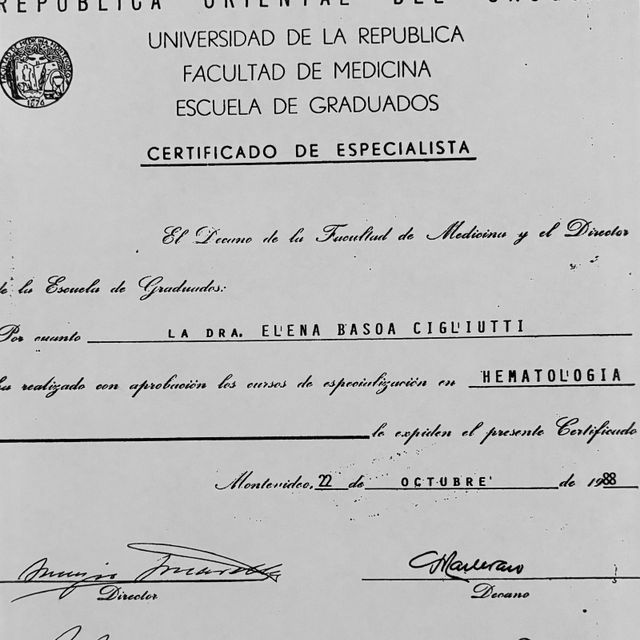 REPUBLICA ORIENTAL DEL
UNIVERSIDAD DE LA REPUBLICA
FACULTAD DE MEDICINA
ESCUELA DE GRADUADOS
CERTIFICADO DE ESPECIALISTA
El Decano de la Facultad de Medicina y el Director
de la Escuela de Graduados:
Por cuanto LA DRA. ELENA BASOA CIGLIUTTI
ha realizado con aprobación los cursos de especialización en HEMATOLOGIA
le expiden el presente Certificado
Montevideo, 22 de OCTUBRE de 1988
Director Decano